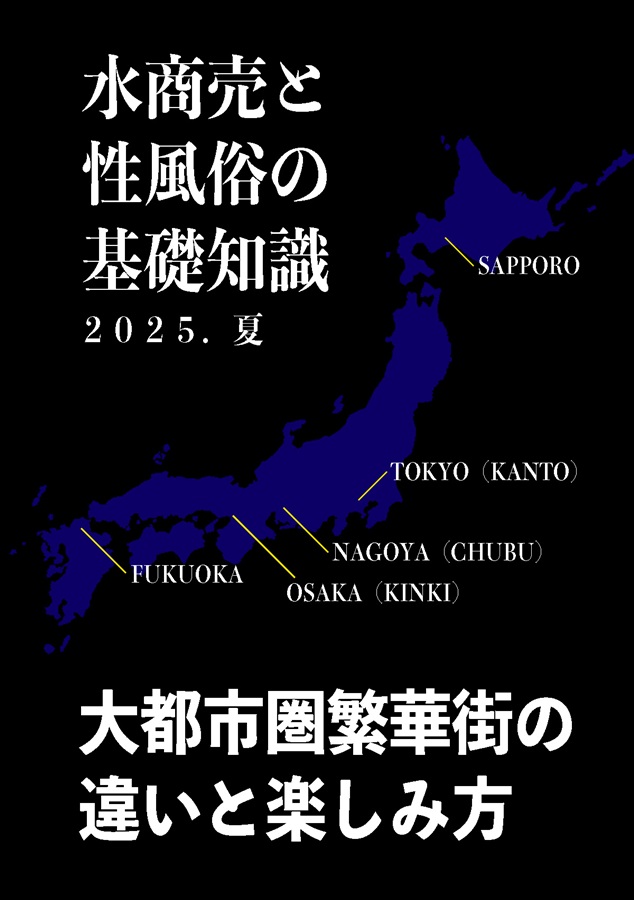 水商売と
性風俗の
基礎知識
2025. 夏
SAPPORO
TOKYO（KANTO）
NAGOYA（CHUBU）
FUKUOKA
OSAKA（KINKI）
大都市圏繁華街の
違いと楽しみ方